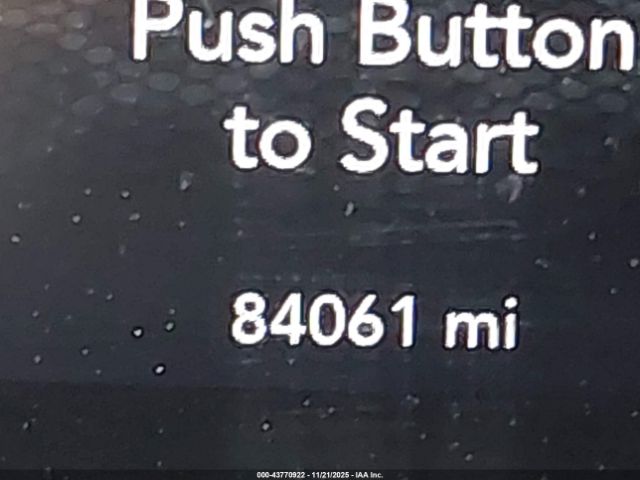 Push Button
to Start
84061 mi
000-43770922 - 11/21/2025 - IAA Inc.